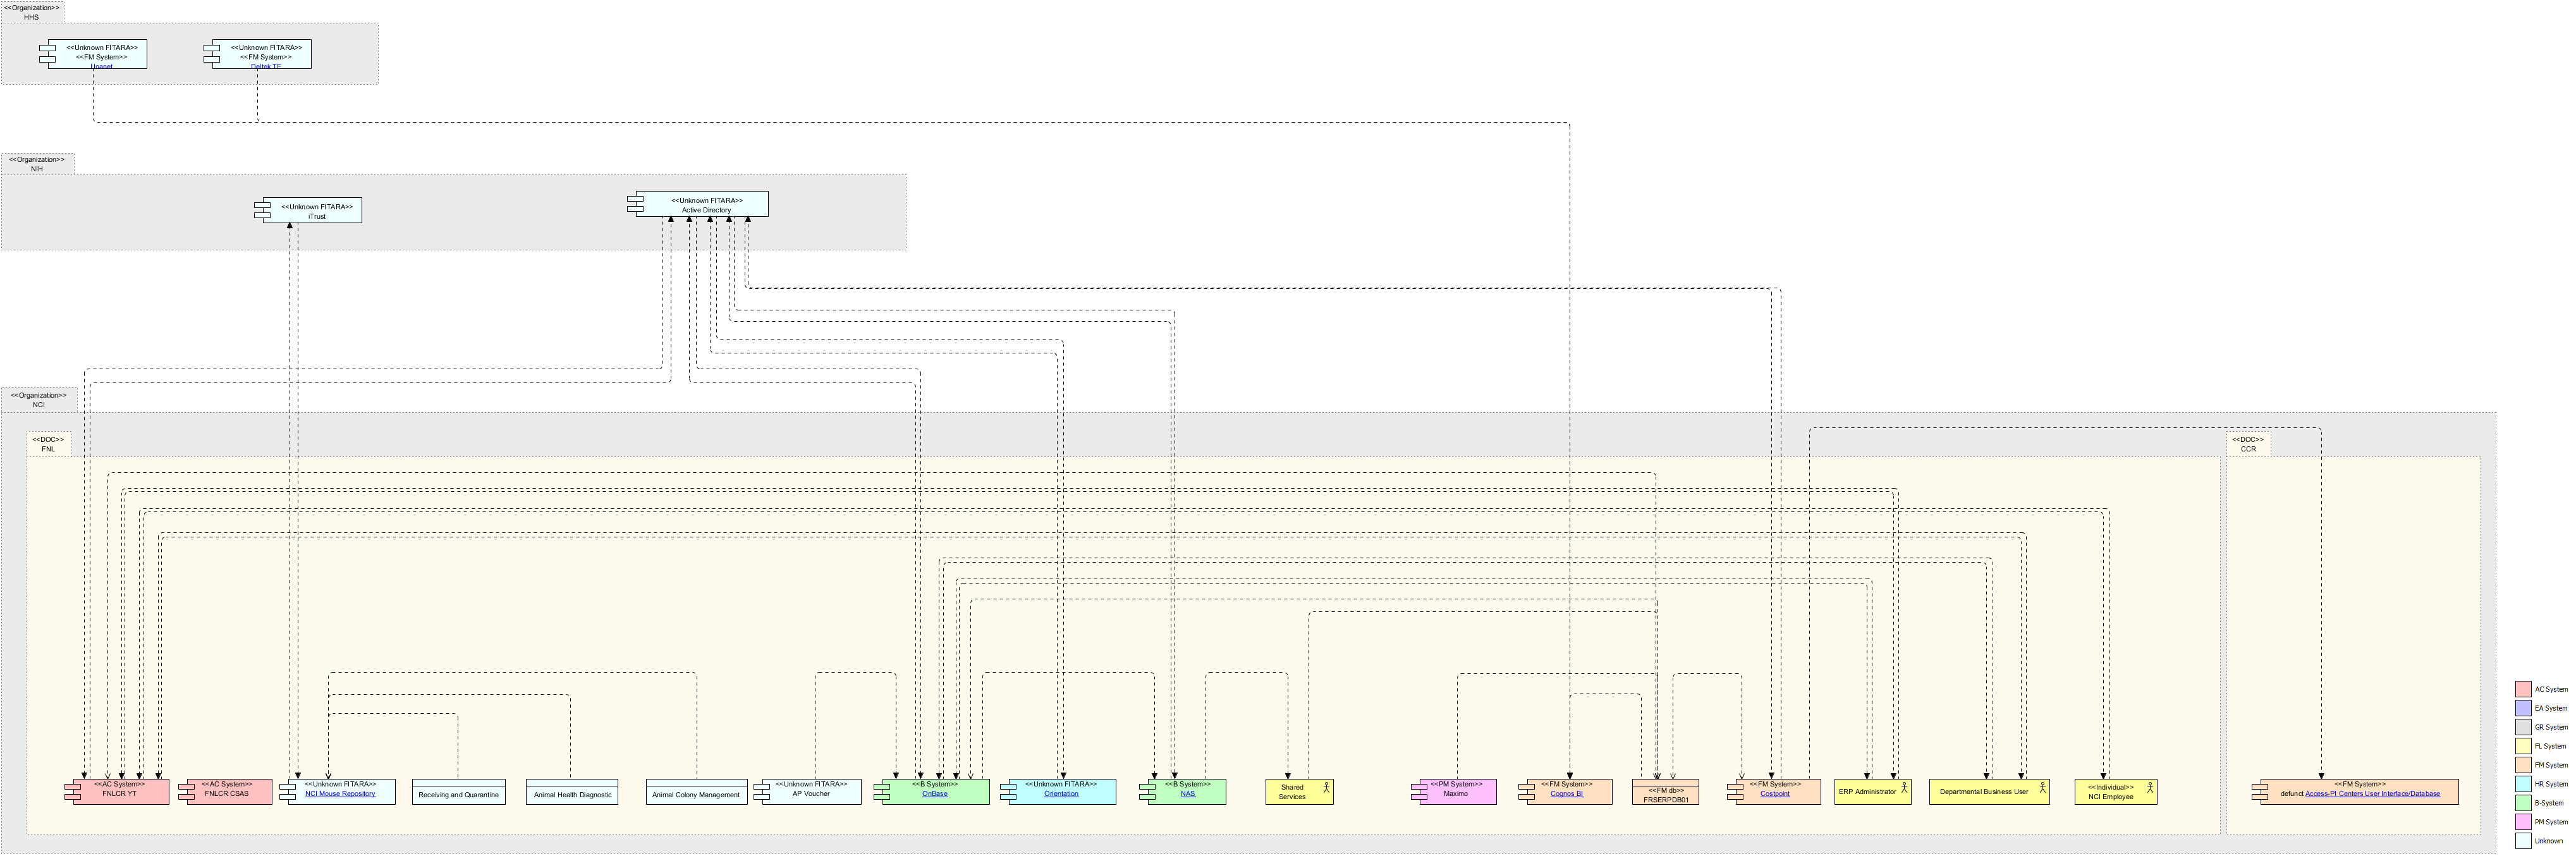 <<Organization>>
HHS
<<Unknown FITARA>>
<<FM System>>
Unanet
<<Unknown FITARA>>
<<FM System>>
Deltek TE
<<Organization>>
NIH
<<Unknown FITARA>>
iTrust
<<Unknown FITARA>>
Active Directory
<<Organization>>
NCI
<<DOC>>
FNL
<<DOC>>
CCR
<<AC System>>
FNLCR YT
<<AC System>>
FNLCR CSAS
<<Unknown FITARA>>
NCI Mouse Repository
Receiving and Quarantine
Animal Health Diagnostic
Animal Colony Management
<<Unknown FITARA>>
AP Voucher
<<B System>>
OnBase
<<Unknown FITARA>>
Orientation
<<B System>>
NAS
Shared
Services
<<PM System>>
Maximo
<<FM System>>
Cognos BI
<<FM db>>
FRSERPDB01
<<FM System>>
Costpoint
ERP Administrator
Departmental Business User
<<Individual>>
NCI Employee
<<FM System>>
defunct Access-PI Centers User Interface/Database
AC System
EA System
GR System
FL System
FM System
HR System
B-System
PM System
Unknown